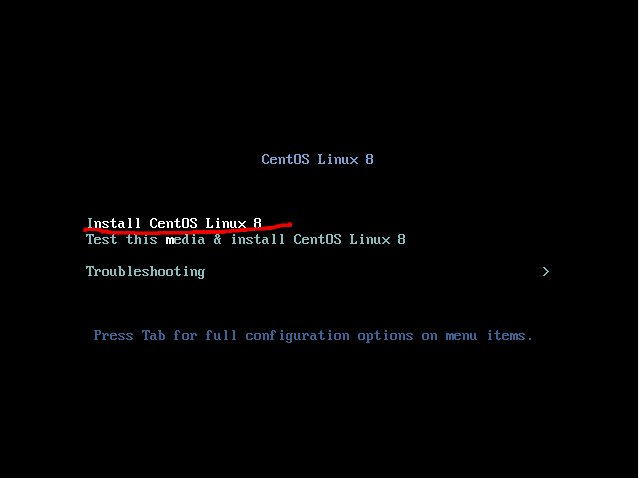 CentOS Linux 8
Install CentOS Linux 8
Test this media & install CentOS Linux 8
Troubleshooting >
Press Tab for full configuration options on menu items.